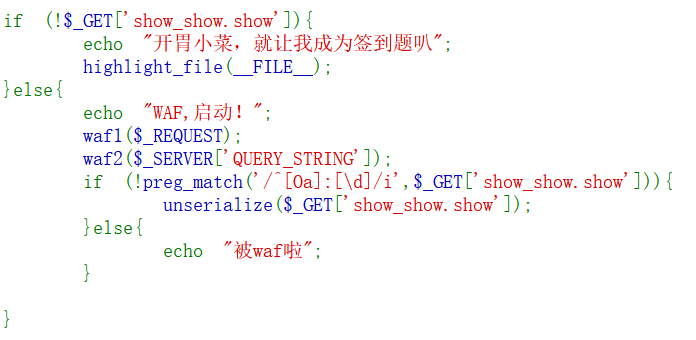 if (!$_GET['show_show.show']){
echo "开胃小菜，就让我成为签到题叭";
highlight_file(__FILE__);
}else{
echo "WAF,启动！";
waf1($_REQUEST);
waf2($_SERVER['QUERY_STRING']);
if (!preg_match('/^[Oa]:[\d]/i',$_GET['show_show.show'])){
unserialize($_GET['show_show.show']);
}else{
echo "被waf啦";
}
}